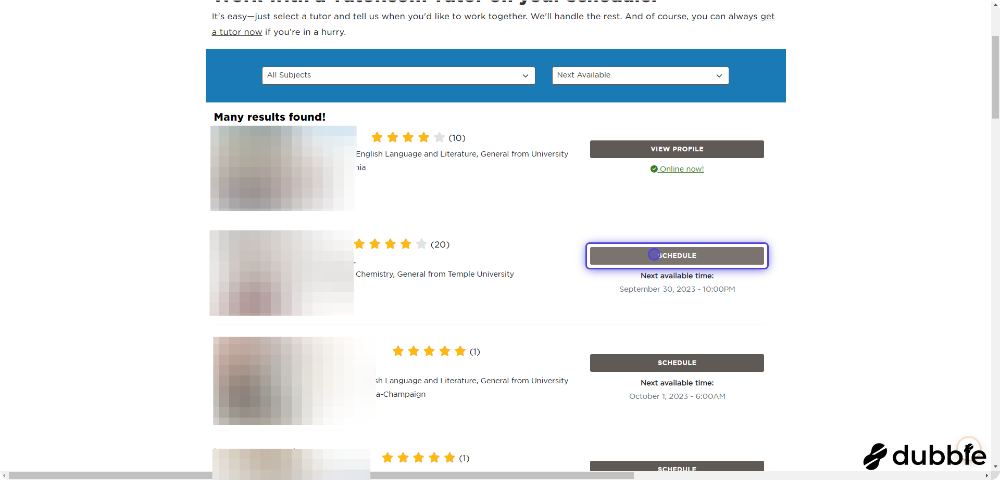 It's easy—just select a tutor and tell us when you'd like to work together. We'll handle the rest. And of course, you can always get
a tutor now if you're in a hurry.
All Subjects
Next Available
Many results found!
(10)
English Language and Literature, General from University
nia
VIEW PROFILE
Online now!
(20)
-
Chemistry, General from Temple University
SCHEDULE
Next available time:
September 30, 2023 - 10:00PM
(1)
sh Language and Literature, General from University
a-Champaign
SCHEDULE
Next available time:
October 1, 2023 - 6:00AM
(1)
SCHEDULE
dubble